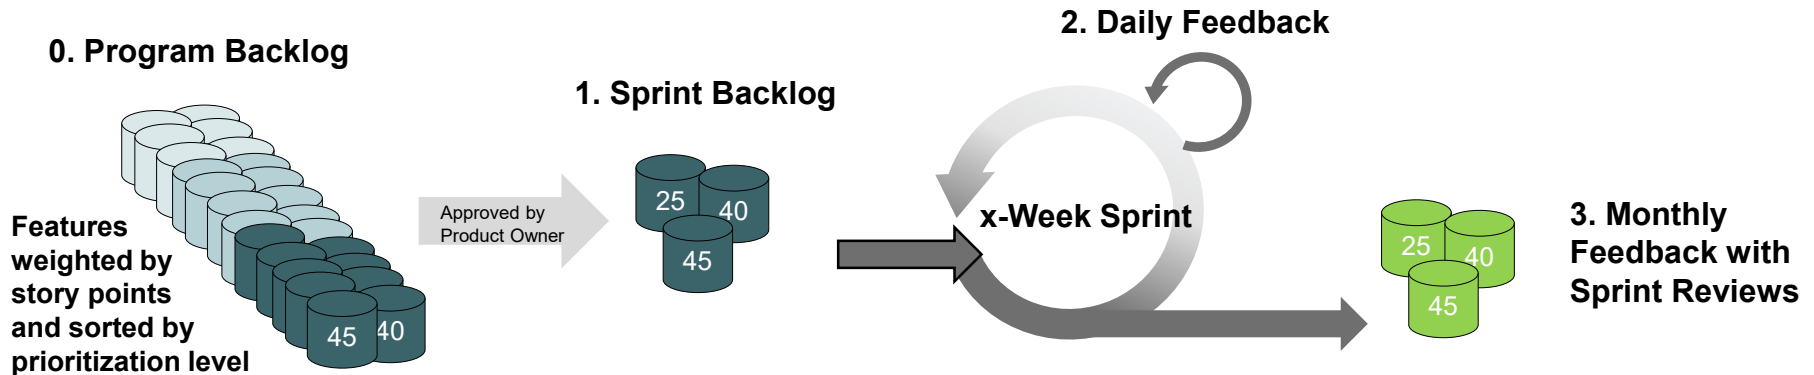 0. Program Backlog
Features
weighted by
story points
and sorted by
prioritization level
45
40
Approved by
Product Owner
1. Sprint Backlog
25
40
45
2. Daily Feedback
x-Week Sprint
25
40
45
3. Monthly
Feedback with
Sprint Reviews